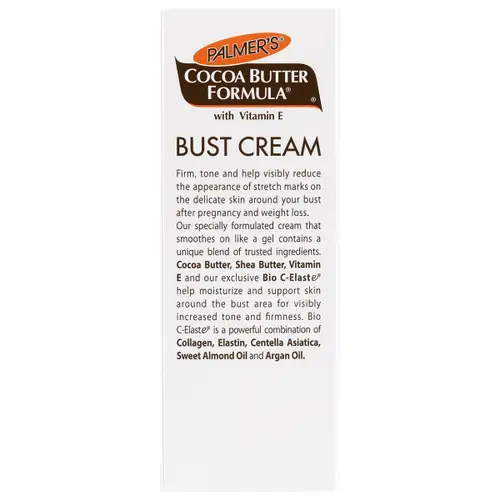 PALMER'S®
COCOA BUTTER
FORMULA®
®
with Vitamin E
BUST CREAM
Firm, tone and help visibly reduce
the appearance of stretch marks on
the delicate skin around your bust
after pregnancy and weight loss.
Our specially formulated cream that
smoothes on like a gel contains a
unique blend of trusted ingredients.
Cocoa Butter, Shea Butter, Vitamin
E and our exclusive Bio C-Elaste®
help moisturize and support skin
around the bust area for visibly
increased tone and firmness. Bio
C-Elaste® is a powerful combination of
Collagen, Elastin, Centella Asiatica,
Sweet Almond Oil and Argan Oil.